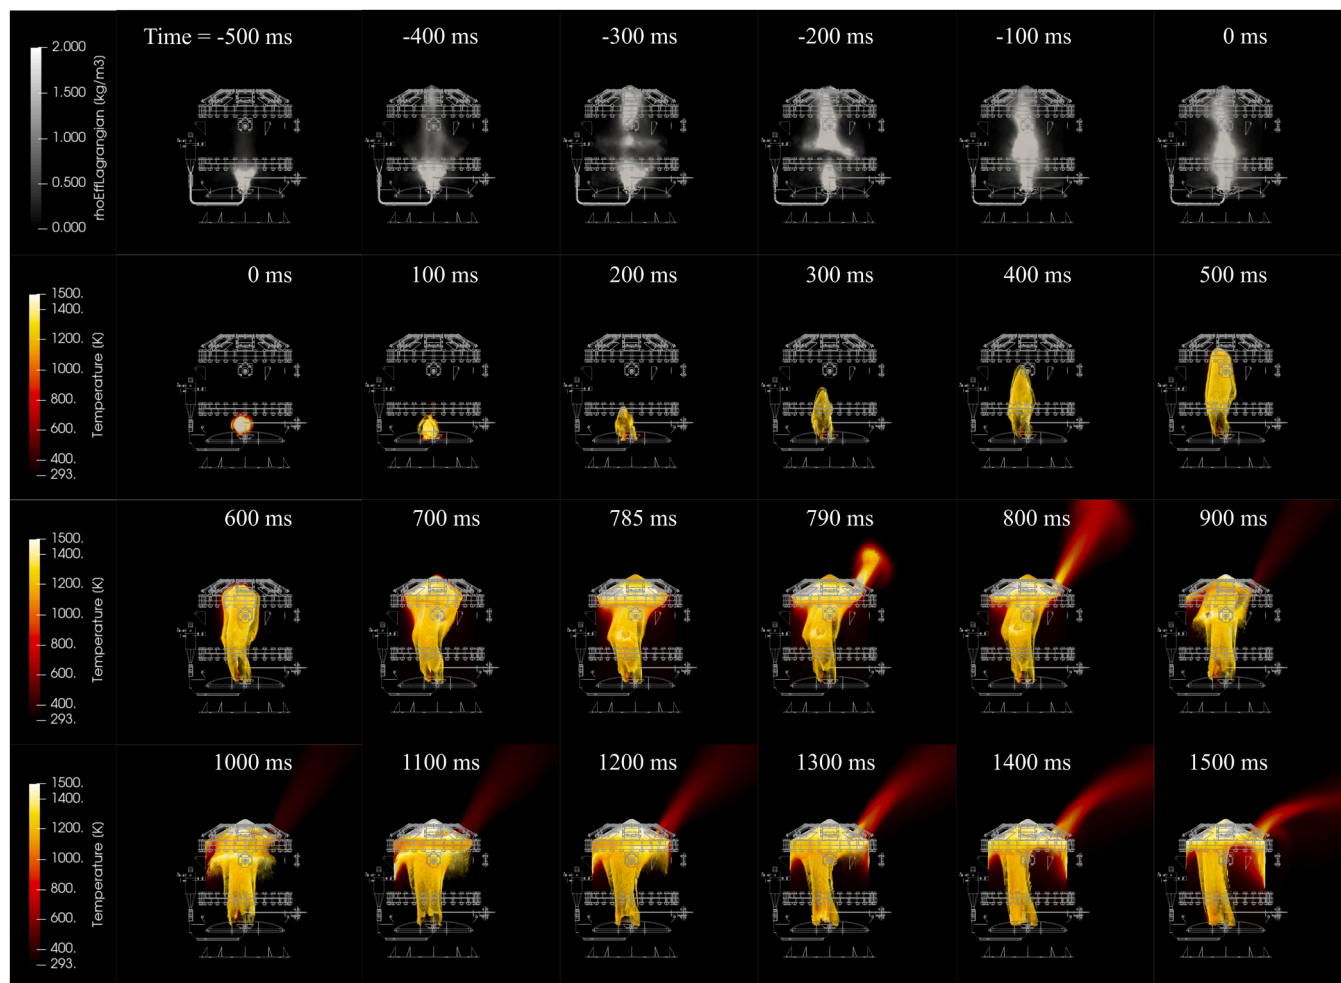 Time = -500 ms
-400 ms
-300 ms
-200 ms
-100 ms
0 ms
2.000
1.500
1.000
0.500
0.000
rhoEffLagrangian (kg/m3)
0 ms
100 ms
200 ms
300 ms
400 ms
500 ms
1500.
1400.
1200.
1000.
800.
600.
400.
293.
Temperature (K)
600 ms
700 ms
785 ms
790 ms
800 ms
900 ms
1500.
1400.
1200.
1000.
800.
600.
400.
293.
Temperature (K)
1000 ms
1100 ms
1200 ms
1300 ms
1400 ms
1500 ms
1500.
1400.
1200.
1000.
800.
600.
400.
293.
Temperature (K)